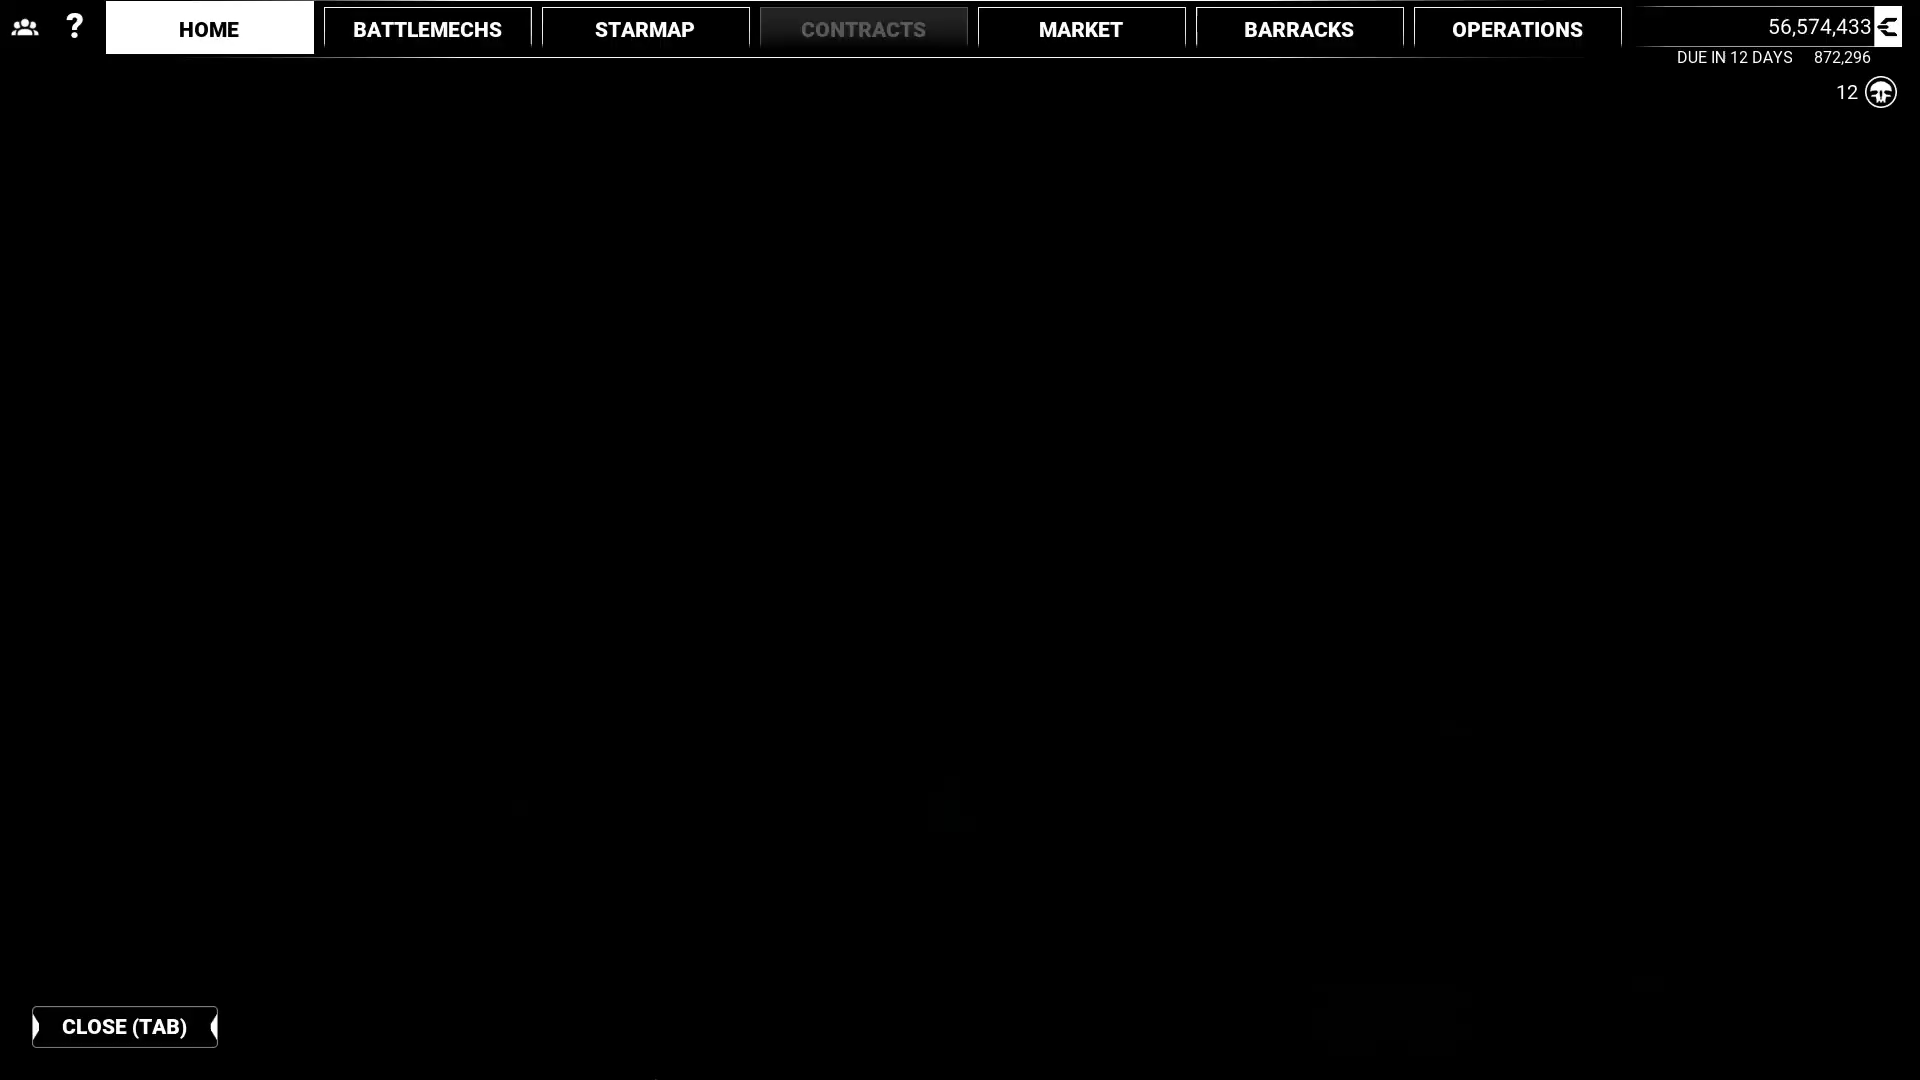 ?
HOME
BATTLEMECHS
STARMAP
CONTRACTS
MARKET
BARRACKS
OPERATIONS
56,574,433
DUE IN 12 DAYS 872,296
12
CLOSE (TAB)